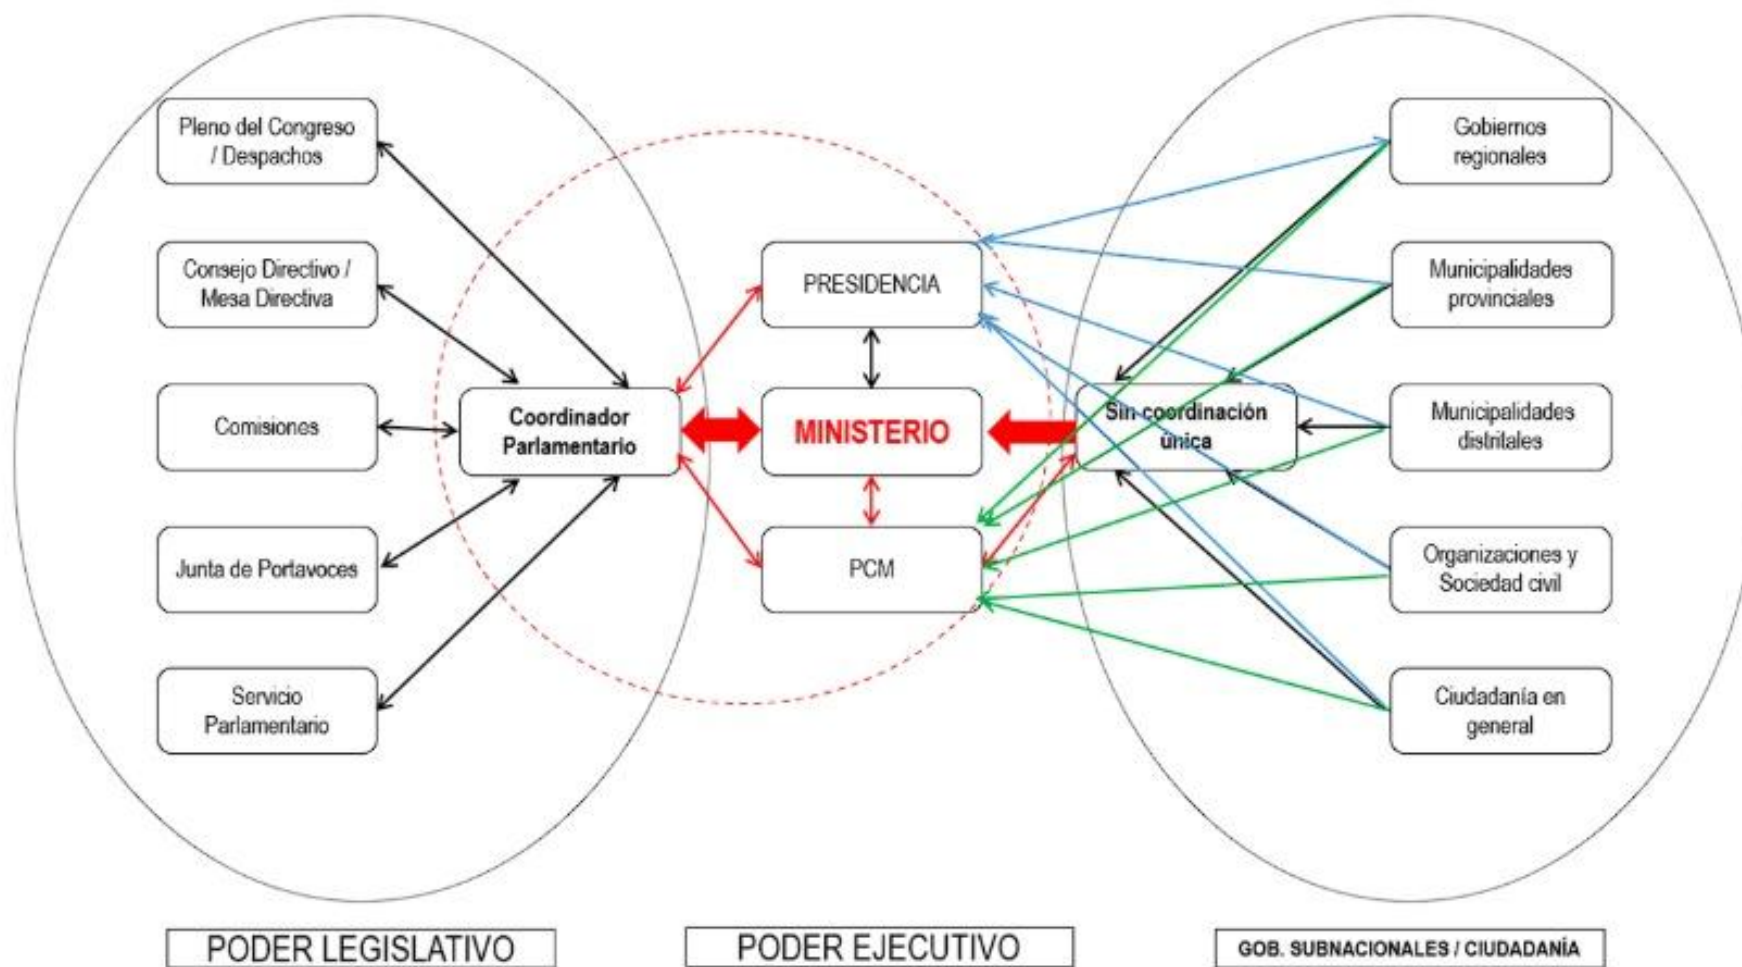 Pleno del Congreso
/ Despachos
Consejo Directivo /
Mesa Directiva
Comisiones
Junta de Portavoces
Servicio
Parlamentario
Coordinador
Parlamentario
PRESIDENCIA
MINISTERIO
PCM
Sin coordinación
única
Gobiernos
regionales
Municipalidades
provinciales
Municipalidades
distritales
Organizaciones y
Sociedad civil
Ciudadanía en
general
PODER LEGISLATIVO
PODER EJECUTIVO
GOB. SUBNACIONALES / CIUDADANÍA